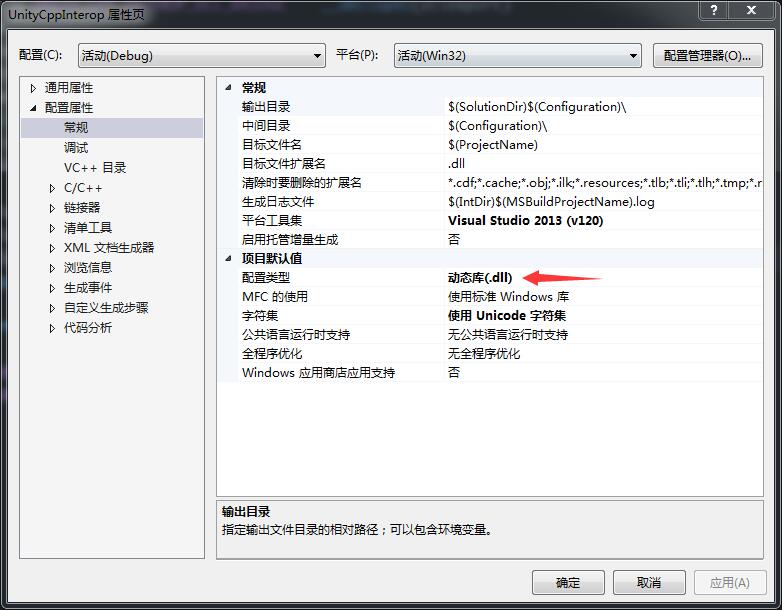 UnityCppInterop 属性页
配置(C): 活动(Debug) 平台(P): 活动(Win32) 配置管理器(O)...
通用属性
配置属性
常规
调试
VC++ 目录
C/C++
链接器
清单工具
XML 文档生成器
浏览信息
生成事件
自定义生成步骤
代码分析
常规
输出目录 $(SolutionDir)$(Configuration)\
中间目录 $(Configuration)\
目标文件名 $(ProjectName)
目标文件扩展名 .dll
清除时要删除的扩展名 *.cdf;*.cache;*.obj;*.ilk;*.resources;*.tlb;*.tli;*.tlh;*.tmp;*.r
生成日志文件 $(IntDir)$(MSBuildProjectName).log
平台工具集 Visual Studio 2013 (v120)
启用托管增量生成 否
项目默认值
配置类型 动态库(.dll)
MFC 的使用 使用标准 Windows 库
字符集 使用 Unicode 字符集
公共语言运行时支持 无公共语言运行时支持
全程序优化 无全程序优化
Windows 应用商店应用支持 否
输出目录
指定输出文件目录的相对路径；可以包含环境变量。
确定 取消 应用(A)